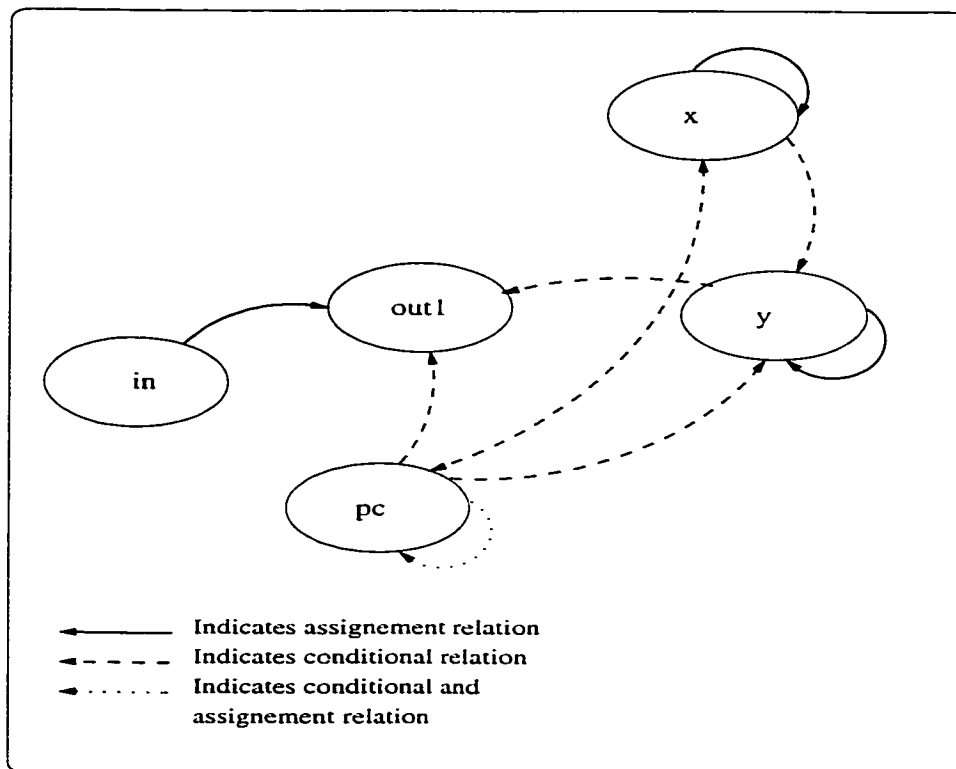 x
out1
y
in
pc
Indicates assignement relation
Indicates conditional relation
Indicates conditional and
assignement relation